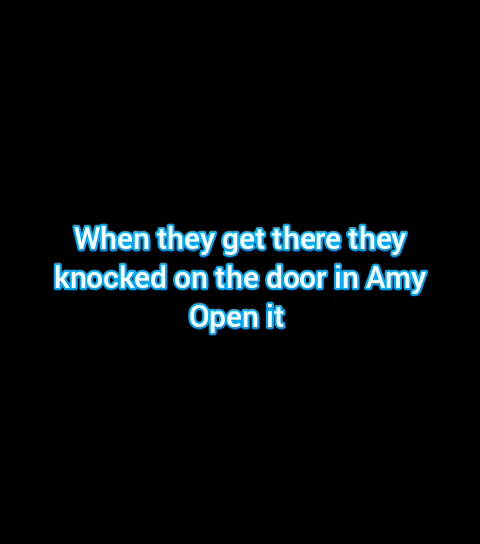 When they get there they
knocked on the door in Amy
Open it